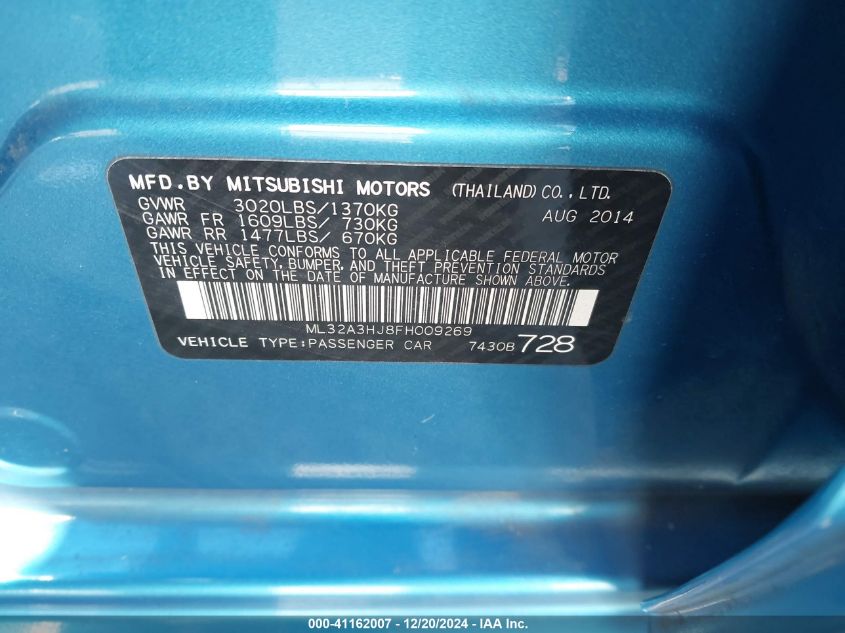 MFD.BY MITSUBISHI MOTORS (THAILAND)CO.,LTD.
GVWR 3020LBS/1370KG AUG 2014
GAWR FR 1609LBS/ 730KG
GAWR RR 1477LBS/ 670KG
THIS VEHICLE CONFORMS TO ALL APPLICABLE FEDERAL MOTOR
VEHICLE SAFETY, BUMPER, AND THEFT PREVENTION STANDARDS
IN EFFECT ON THE DATE OF MANUFACTURE SHOWN ABOVE.
ML32A3HJ8FH009269
VEHICLE TYPE:PASSENGER CAR 7430B 728
000-41162007 - 12/20/2024 - IAA Inc.